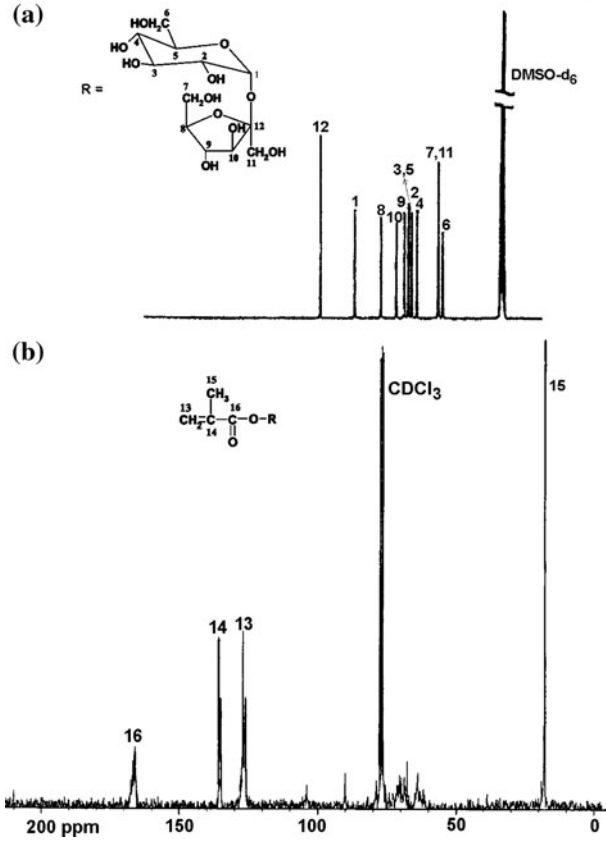 (a)
6
HOH₂C
HO
4
5
O
HO
3
2
OH
1
R =
7
CH₂OH
O
O
8
OH
12
9
10
11
OH
CH₂OH
12
1
8
10
9
3,5
2
4
7,11
6
DMSO-d₆
(b)
15
CH₃
13
16
CH₂=C–C–O–R
14
O
CDCl₃
15
14
13
16
200 ppm 150 100 50 0